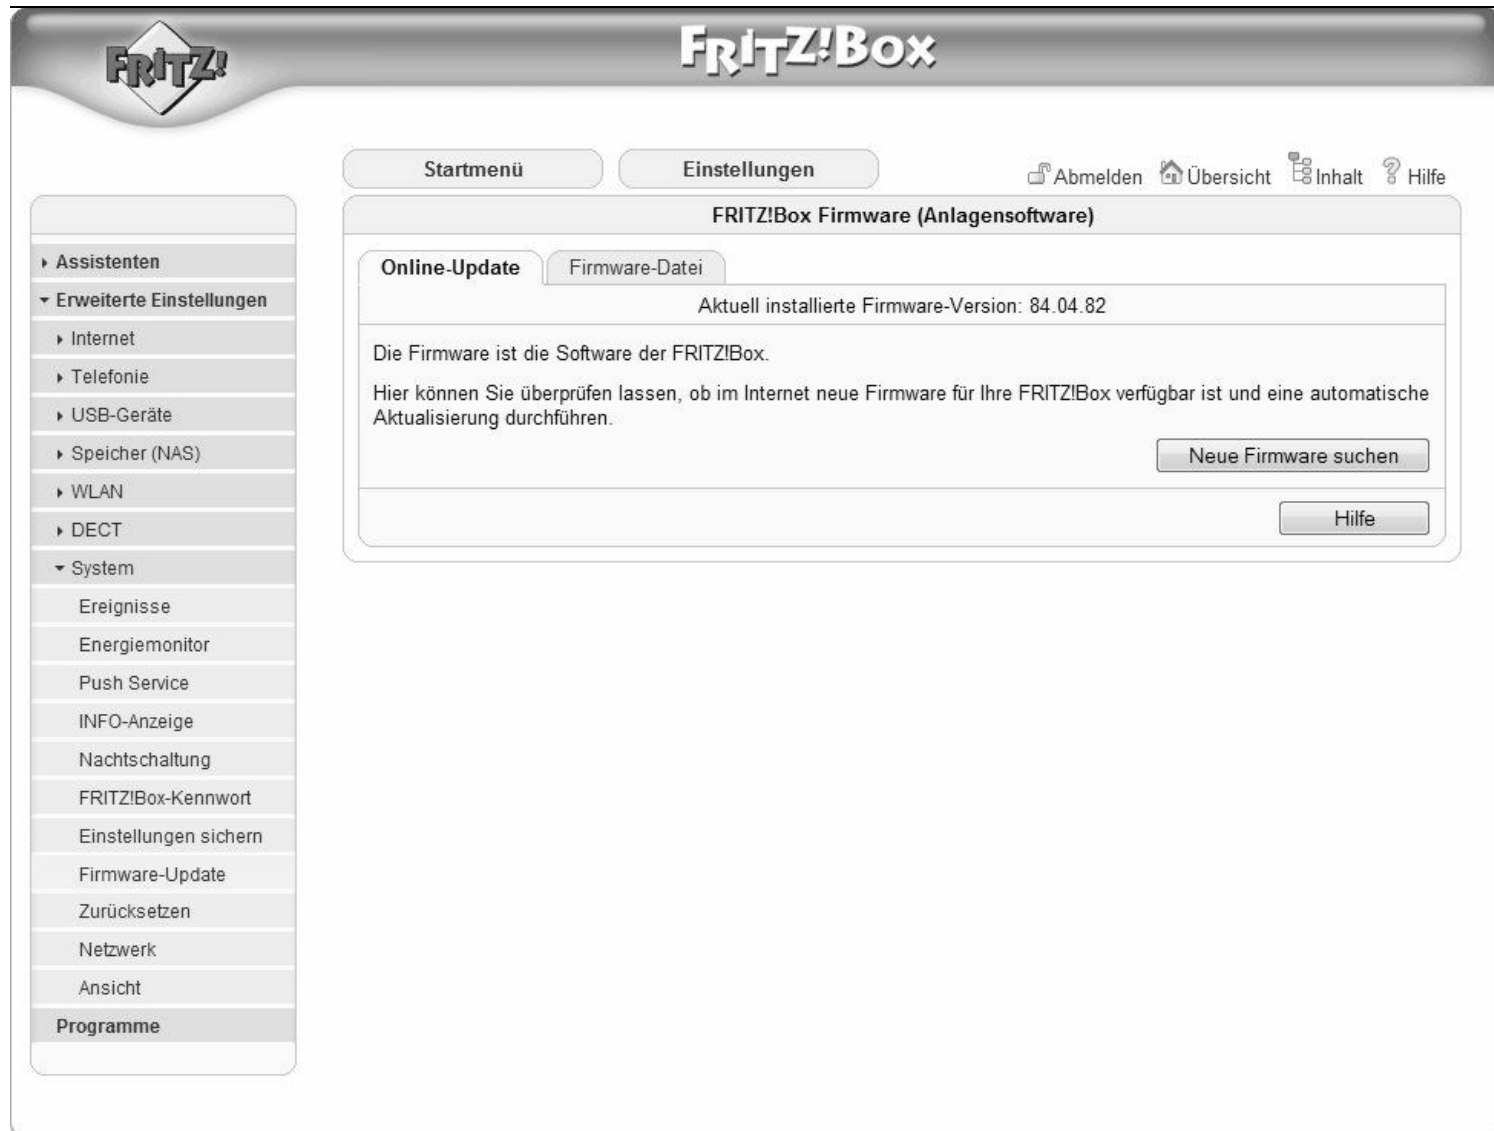 FRITZ!
FRITZ!Box
Startmenü
Einstellungen
Abmelden
Übersicht
Inhalt
Hilfe
Assistenten
Erweiterte Einstellungen
Internet
Telefonie
USB-Geräte
Speicher (NAS)
WLAN
DECT
System
Ereignisse
Energiemonitor
Push Service
INFO-Anzeige
Nachtschaltung
FRITZ!Box-Kennwort
Einstellungen sichern
Firmware-Update
Zurücksetzen
Netzwerk
Ansicht
Programme
FRITZ!Box Firmware (Anlagensoftware)
Online-Update
Firmware-Datei
Aktuell installierte Firmware-Version: 84.04.82
Die Firmware ist die Software der FRITZ!Box.
Hier können Sie überprüfen lassen, ob im Internet neue Firmware für Ihre FRITZ!Box verfügbar ist und eine automatische
Aktualisierung durchführen.
Neue Firmware suchen
Hilfe